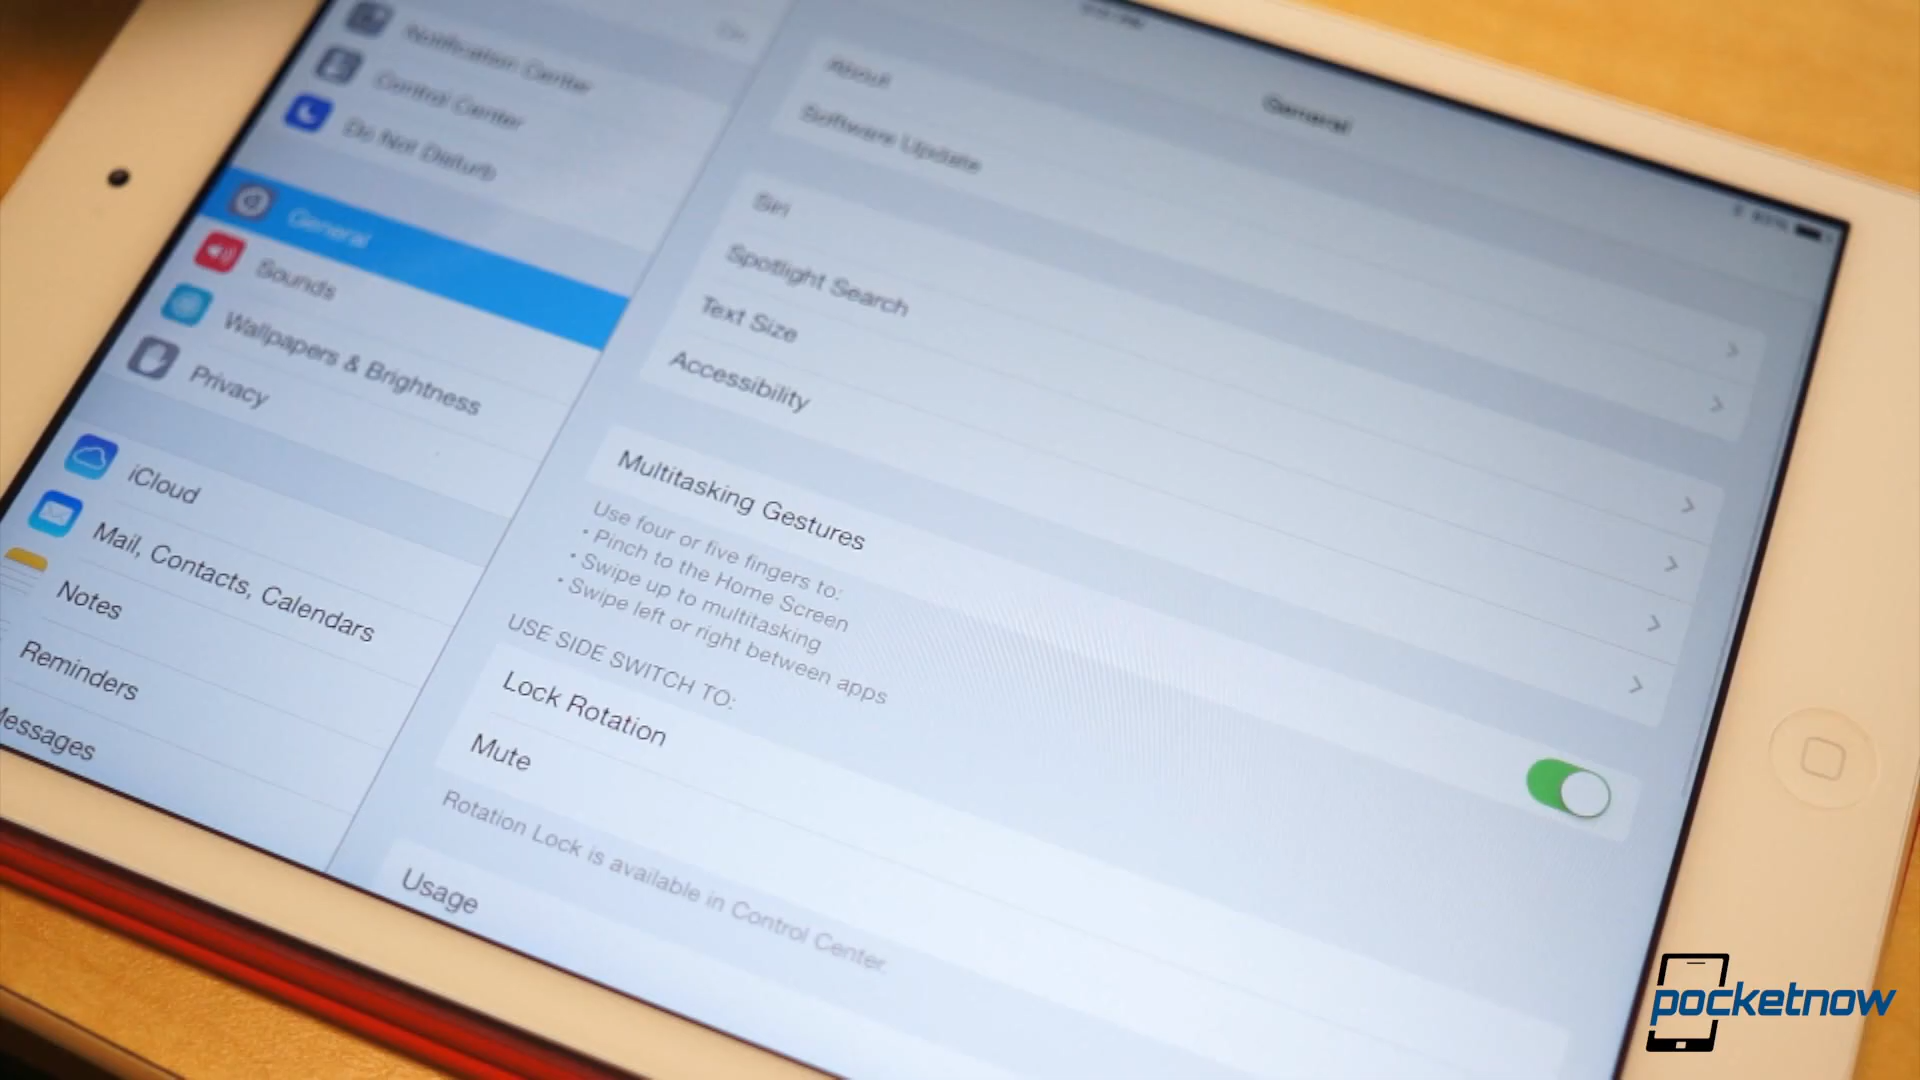 Notification Center
Control Center
Do Not Disturb
General
Sounds
Wallpapers & Brightness
Privacy
iCloud
Mail, Contacts, Calendars
Notes
Reminders
Messages
General
About
Software Update
Siri
Spotlight Search
Text Size
Accessibility
Multitasking Gestures
Use four or five fingers to:
• Pinch to the Home Screen
• Swipe up to multitasking
• Swipe left or right between apps
USE SIDE SWITCH TO:
Lock Rotation
Mute
Rotation Lock is available in Control Center.
Usage
pocketnow